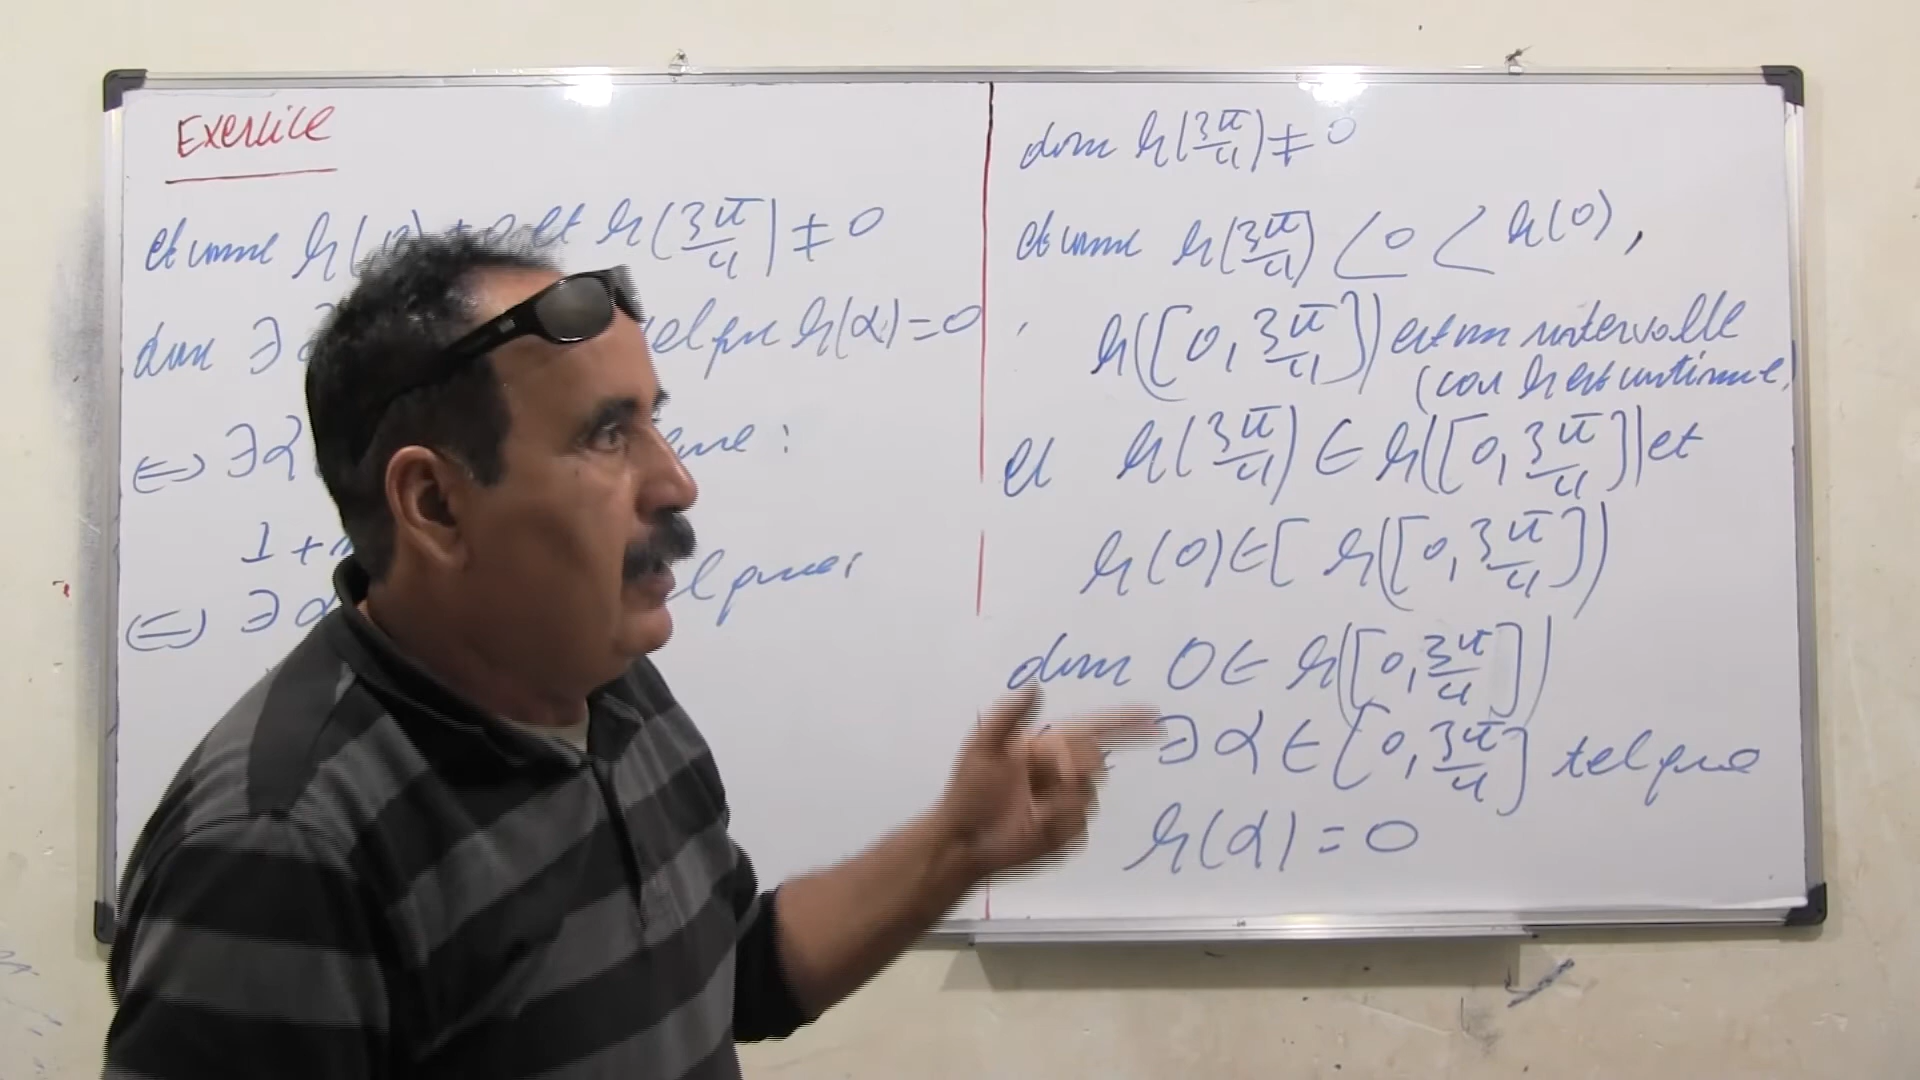 Exercice
et comme h(0) ≠ 0 et h(3π/4) ≠ 0
donc ∃ tel que h(α) = 0
⇔ ∃α que :
1 +
⇔ ∃α tel que :
donc h(3π/4) ≠ 0
et comme h(3π/4) < 0 < h(0) ,
h([0, 3π/4]) est un intervalle
(car h est continue)
et h(3π/4) ∈ h([0, 3π/4]) et
h(0) ∈ [ h([0, 3π/4])
donc 0 ∈ h([0, 3π/4])
∃ α ∈ [0, 3π/4] tel que
h(α) = 0